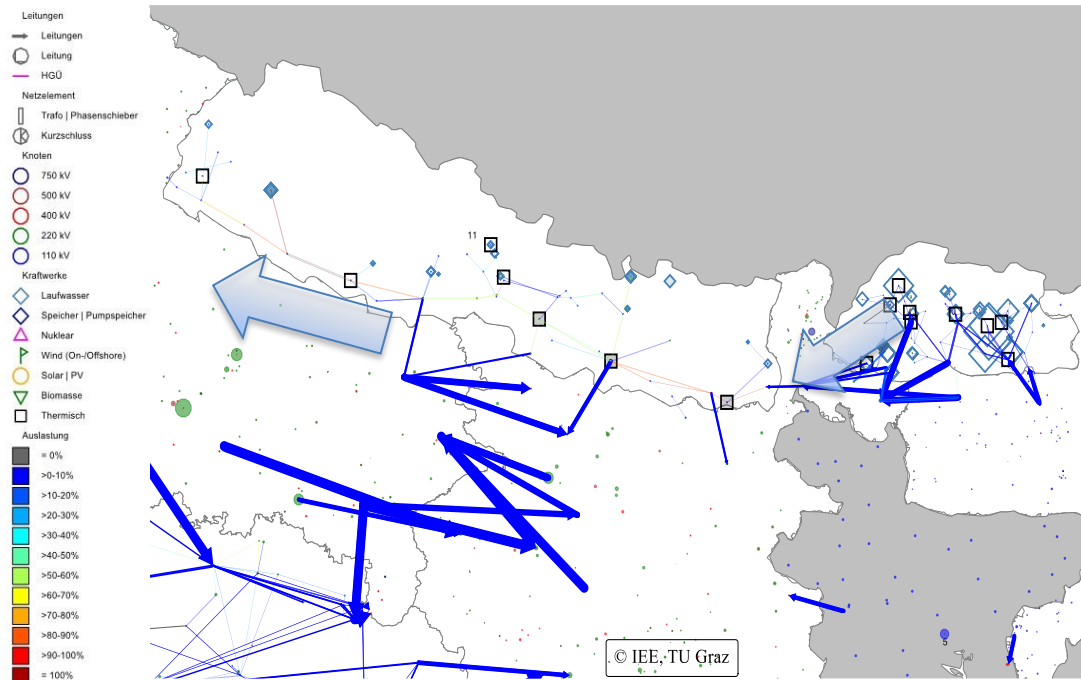 Leitungen
Leitungen
Leitung
HGÜ
Netzelement
Trafo | Phasenschieber
Kurzschluss
Knoten
750 kV
500 kV
400 kV
220 kV
110 kV
Kraftwerke
Laufwasser
Speicher | Pumpspeicher
Nuklear
Wind (On-/Offshore)
Solar | PV
Biomasse
Thermisch
Auslastung
= 0%
>0-10%
>10-20%
>20-30%
>30-40%
>40-50%
>50-60%
>60-70%
>70-80%
>80-90%
>90-100%
= 100%
11
5
© IEE, TU Graz